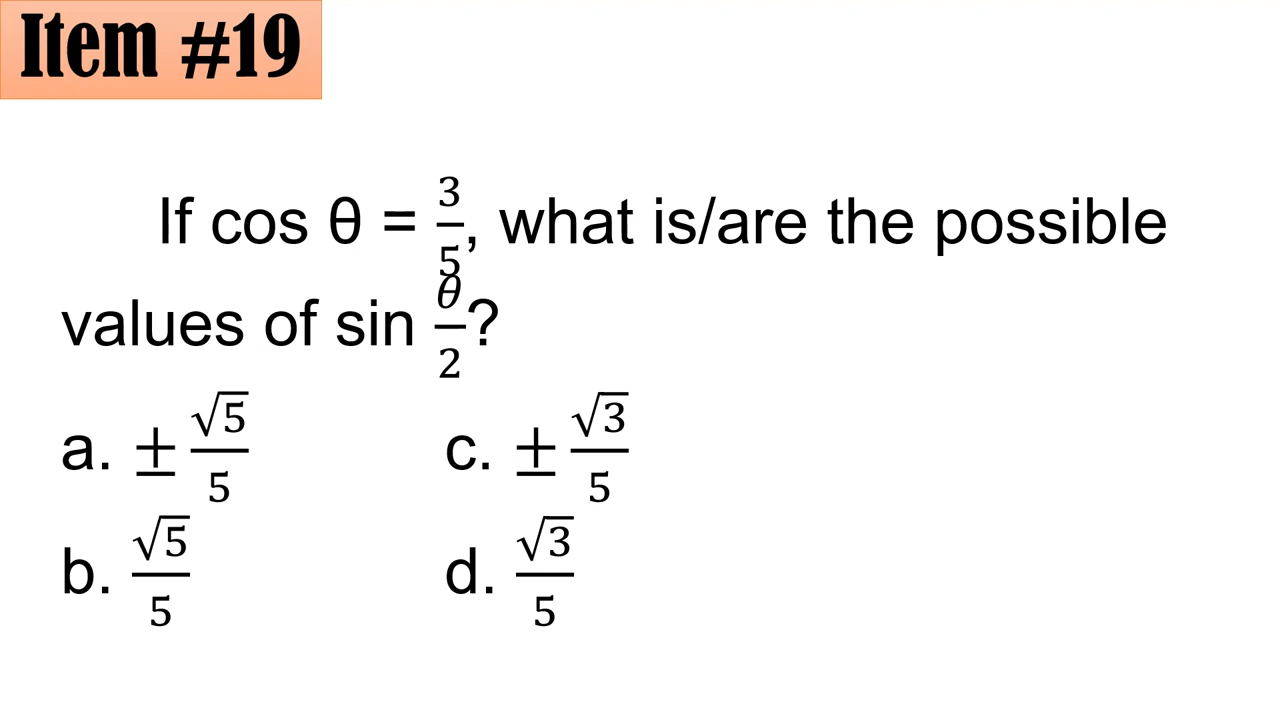 Item #19
If cos θ = 3/5, what is/are the possible
values of sin θ/2?
a. ± √5/5 c. ± √3/5
b. √5/5 d. √3/5